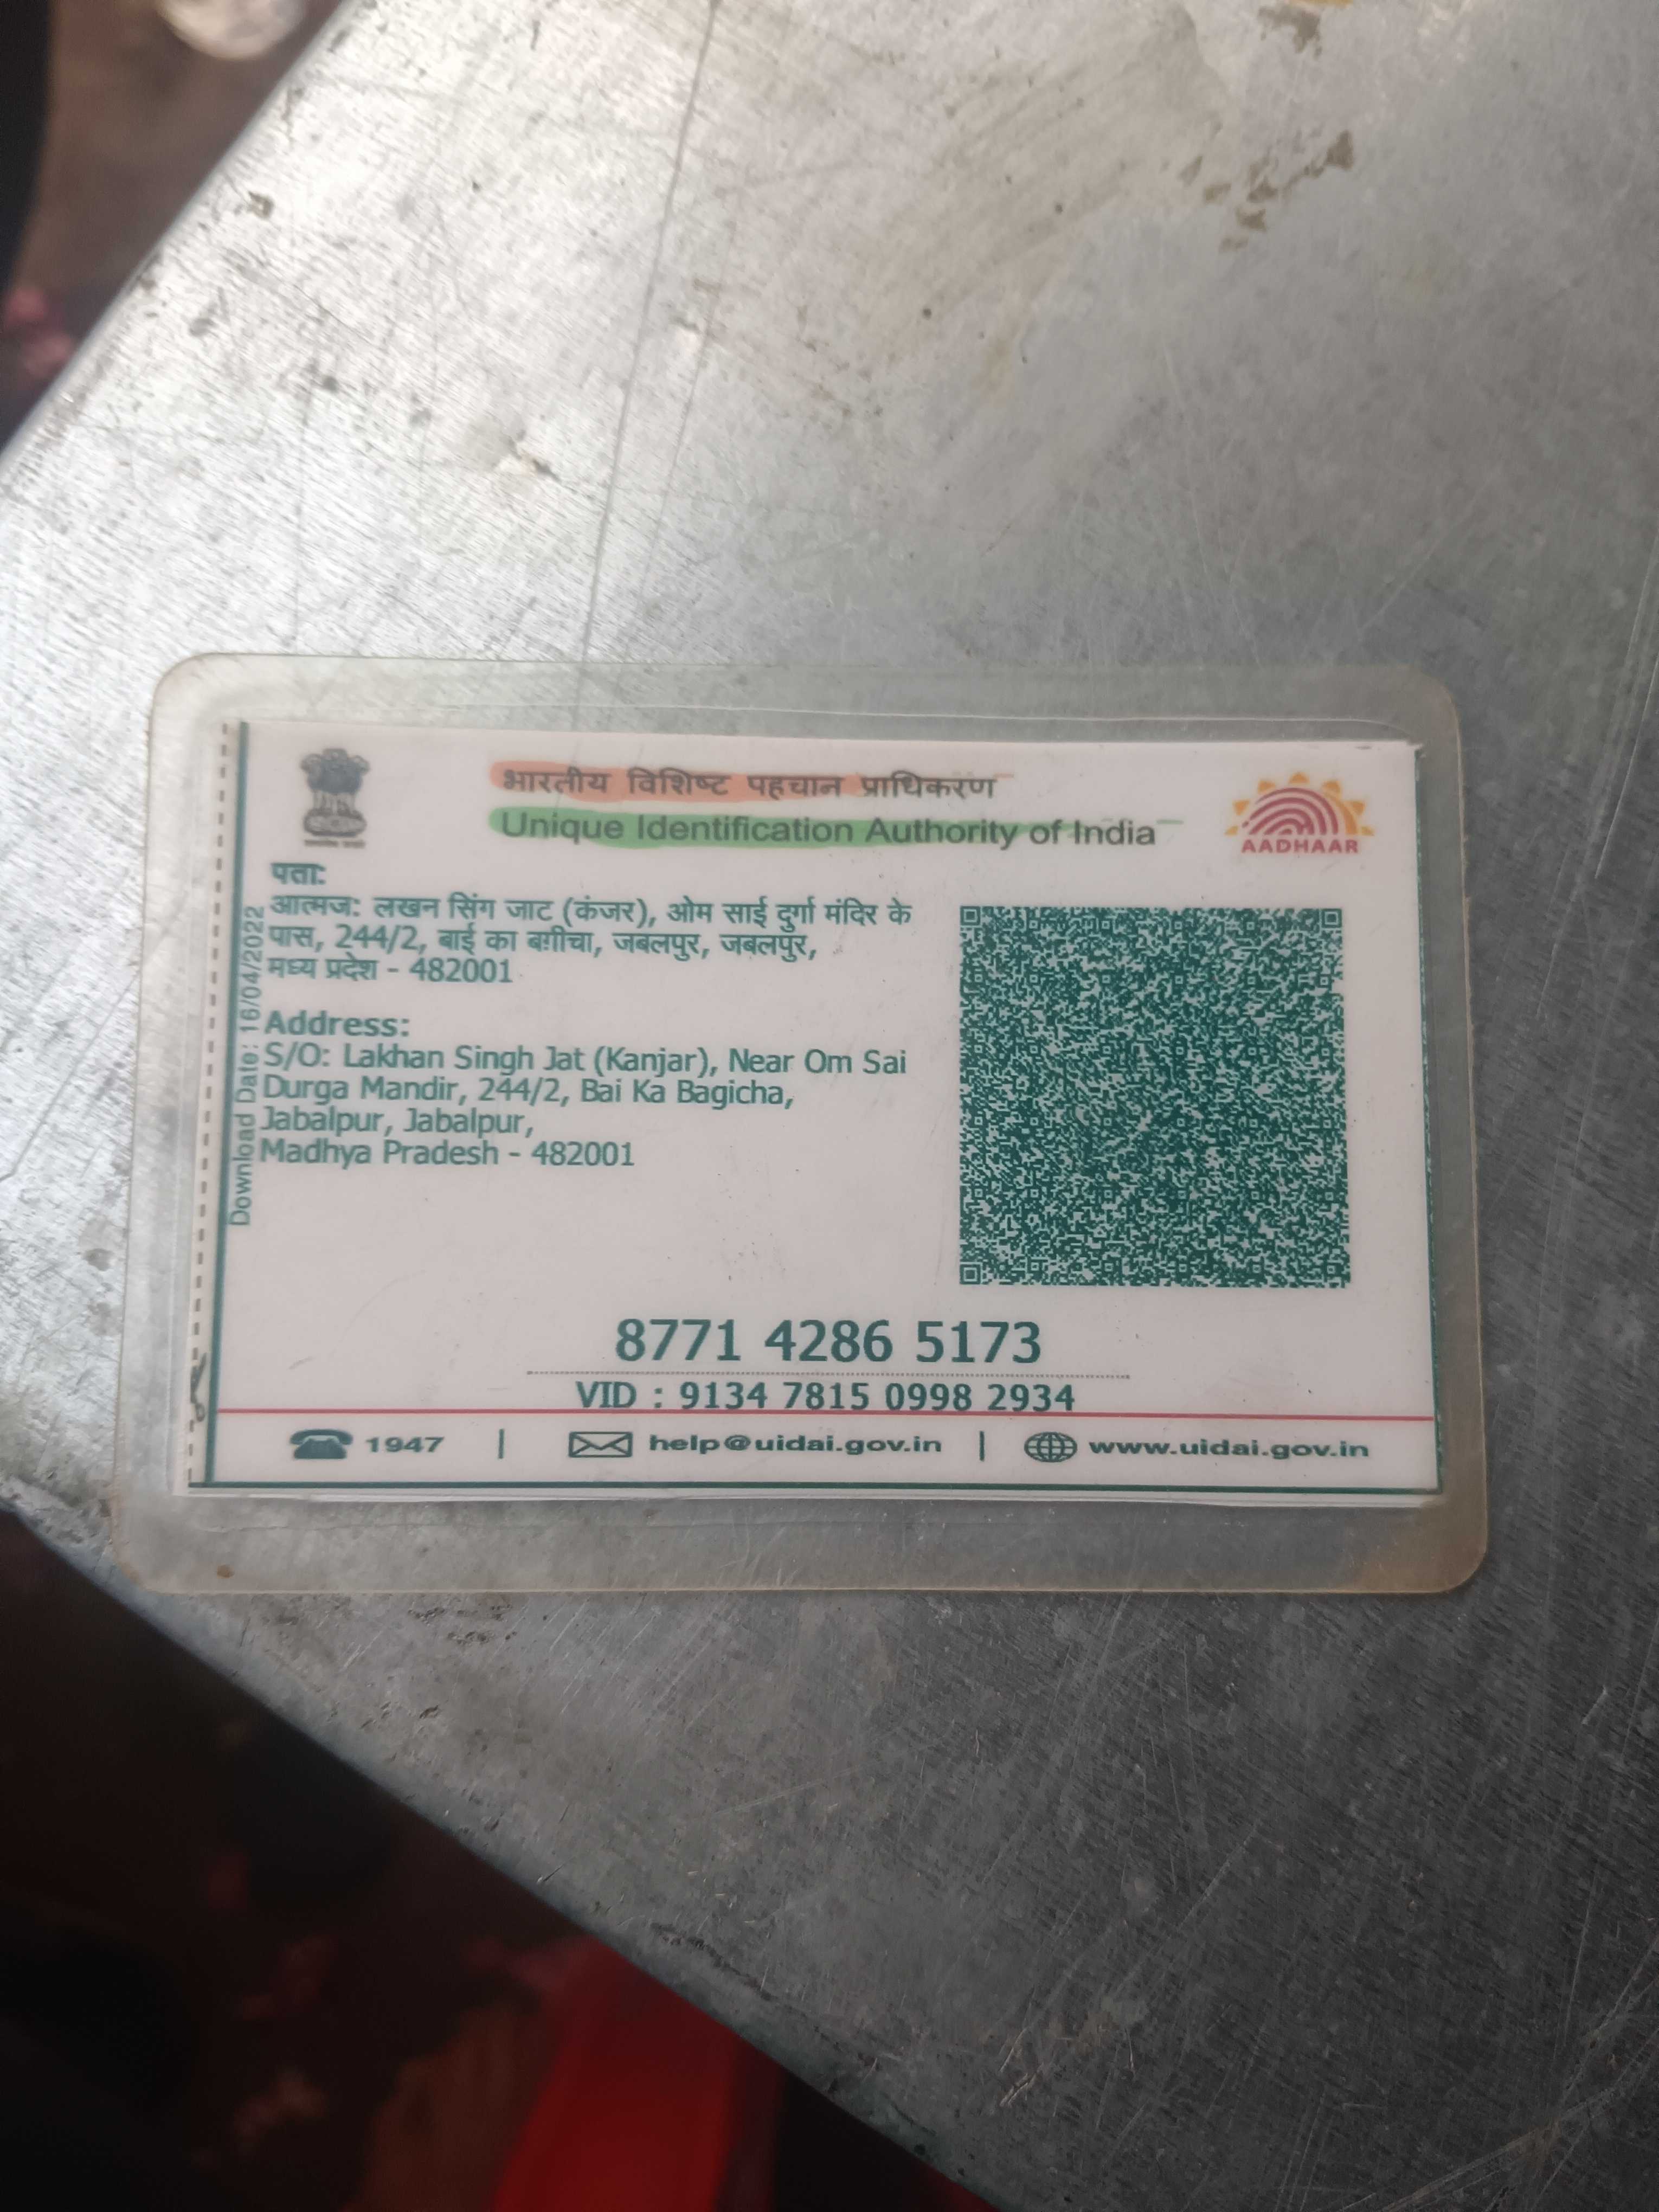 भारतीय विशिष्ट पहचान प्राधिकरण
Unique Identification Authority of India
AADHAAR
पता:
आत्मज: लखन सिंग जाट (कंजर), ओम साई दुर्गा मंदिर के
पास, 244/2, बाई का बग़ीचा, जबलपुर, जबलपुर,
मध्य प्रदेश - 482001
Address:
S/O: Lakhan Singh Jat (Kanjar), Near Om Sai
Durga Mandir, 244/2, Bai Ka Bagicha,
Jabalpur, Jabalpur,
Madhya Pradesh - 482001
Download Date: 16/04/2022
8771 4286 5173
VID : 9134 7815 0998 2934
1947 | help@uidai.gov.in | www.uidai.gov.in